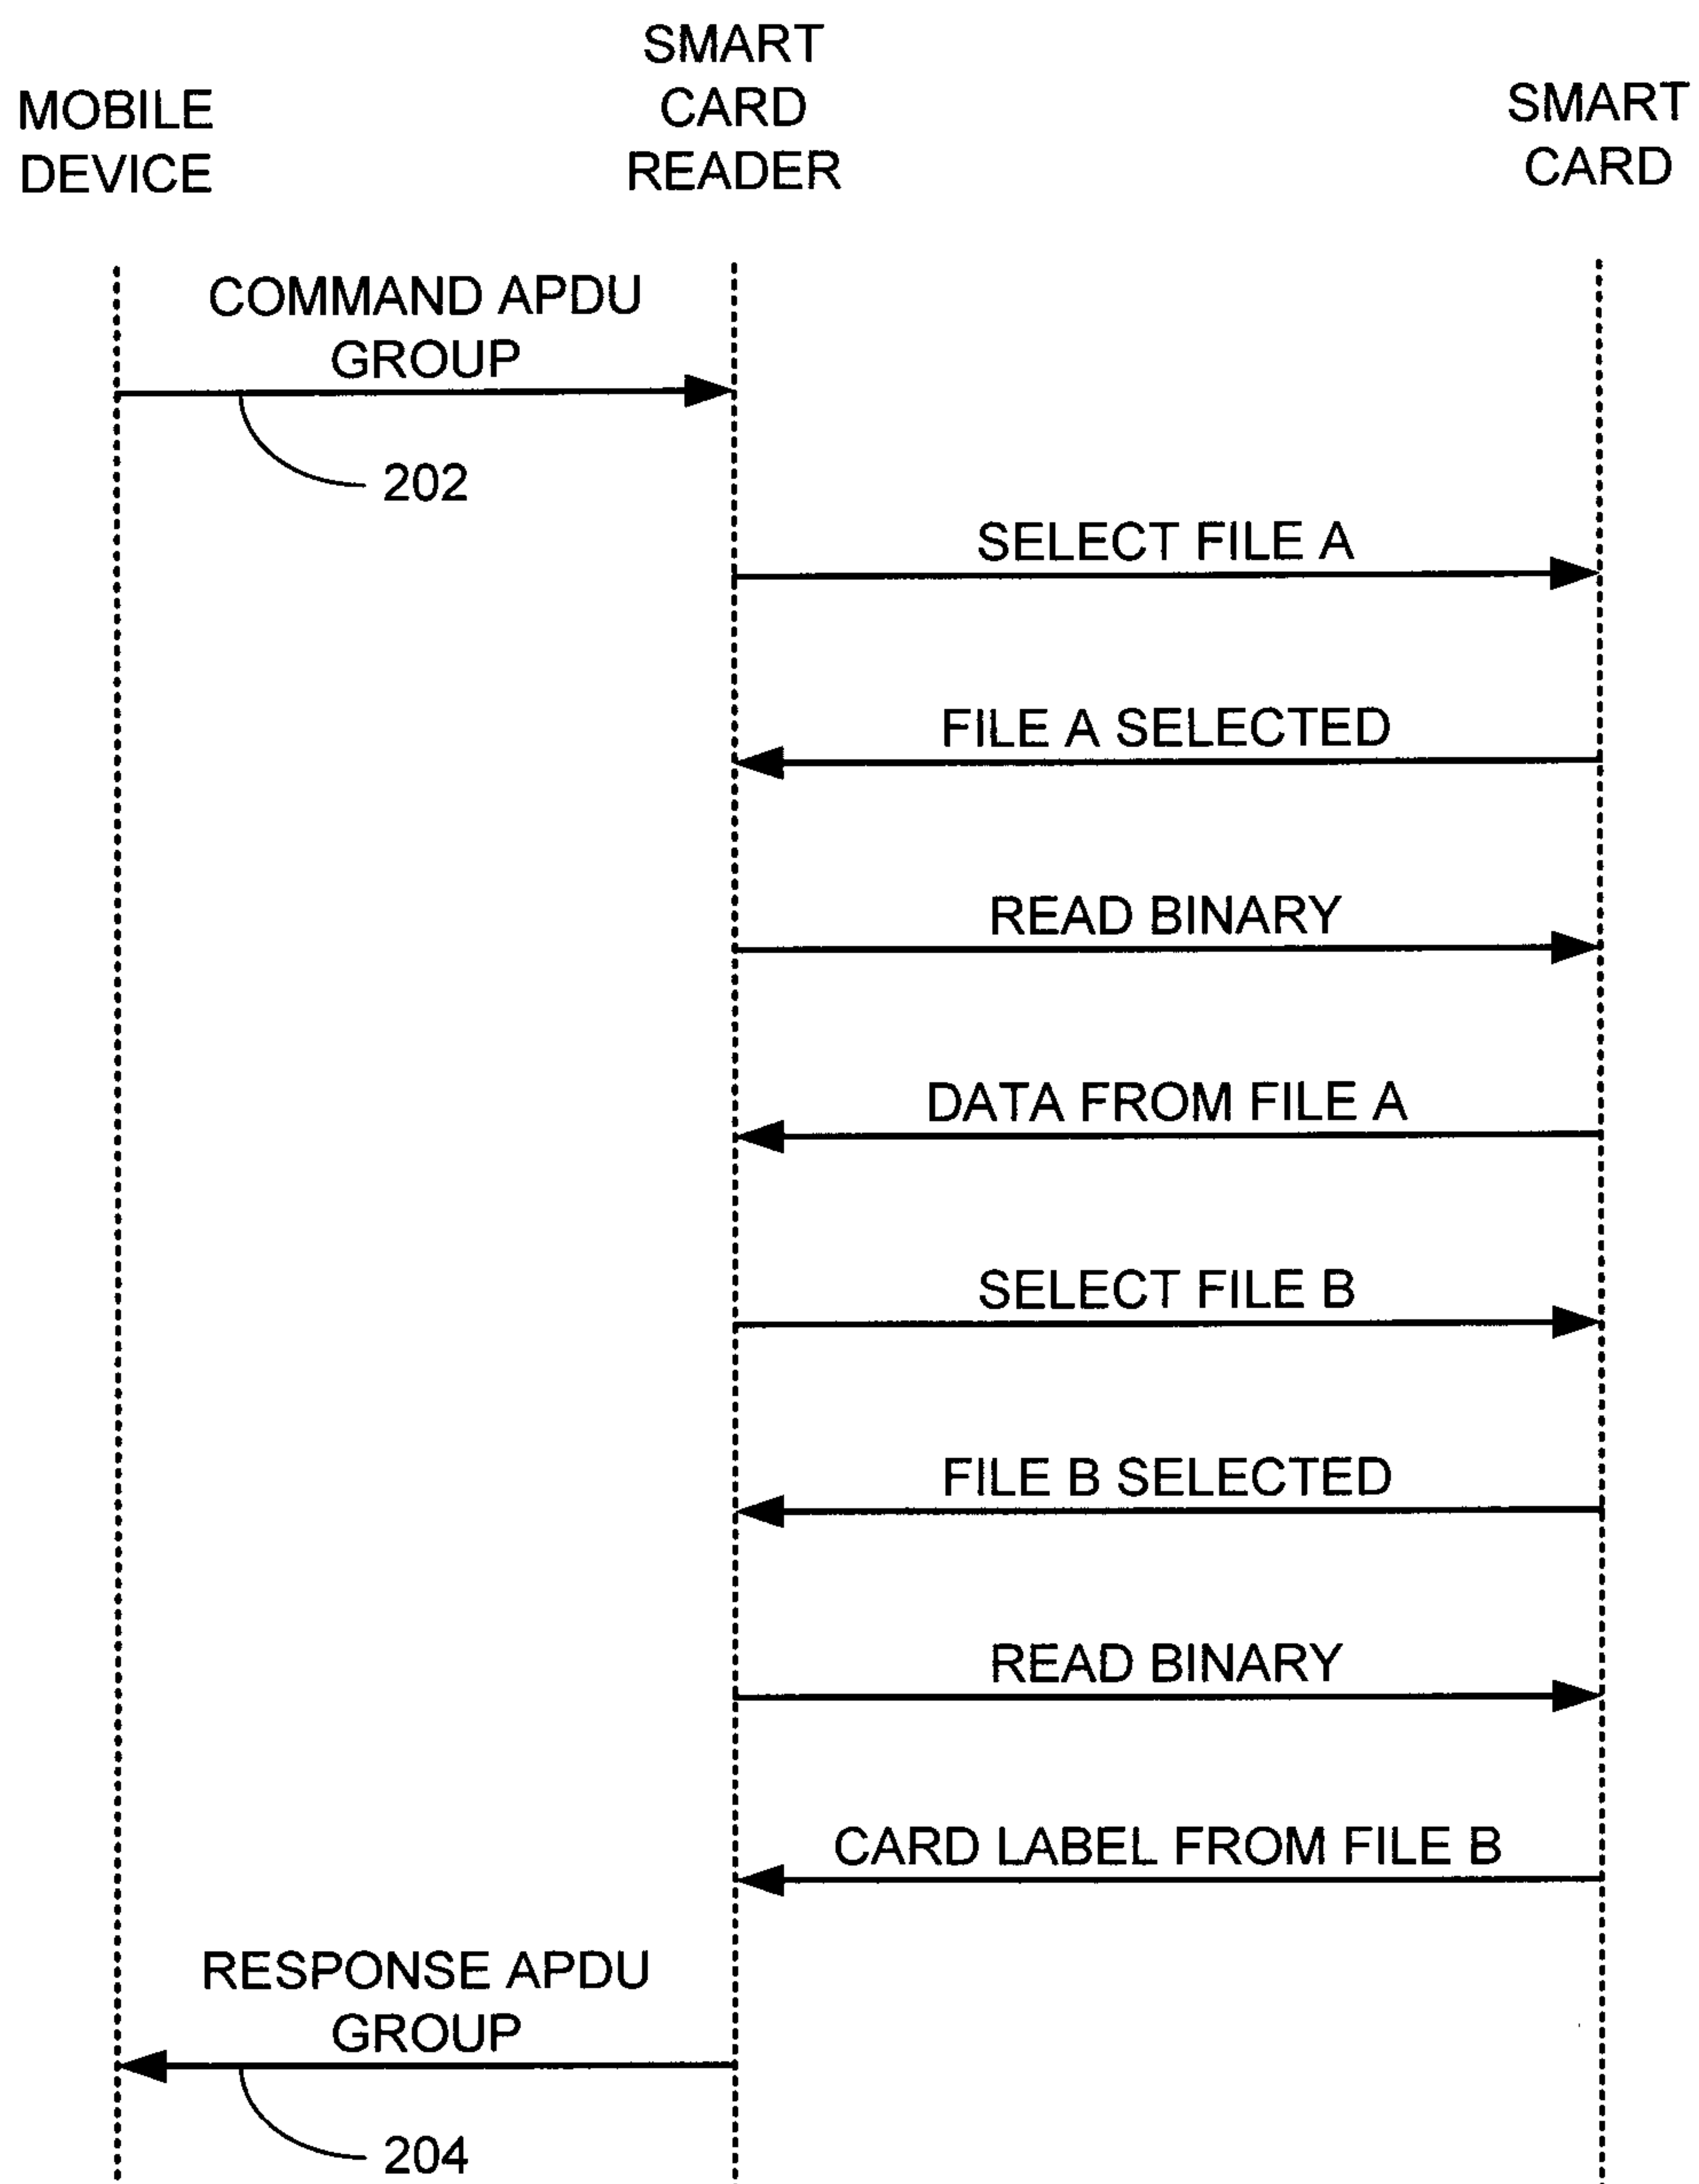 MOBILE
DEVICE
SMART
CARD
READER
SMART
CARD
COMMAND APDU
GROUP
202
SELECT FILE A
FILE A SELECTED
READ BINARY
DATA FROM FILE A
SELECT FILE B
FILE B SELECTED
READ BINARY
CARD LABEL FROM FILE B
RESPONSE APDU
GROUP
204